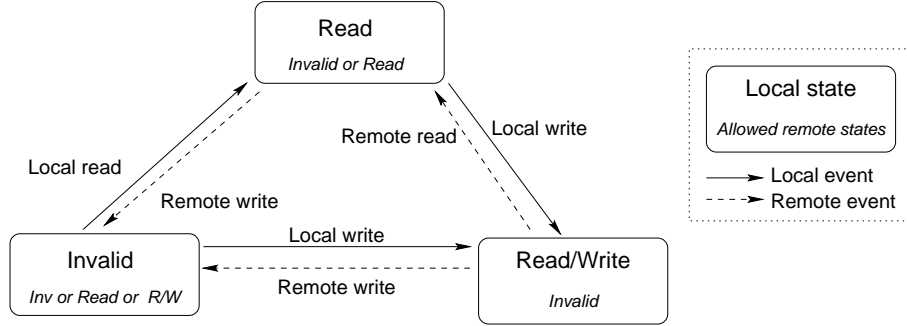 Read
Invalid or Read
Local state
Allowed remote states
Remote read
Local write
Local read
Local event
Remote write
Remote event
Local write
Invalid
Inv or Read or R/W
Read/Write
Invalid
Remote write